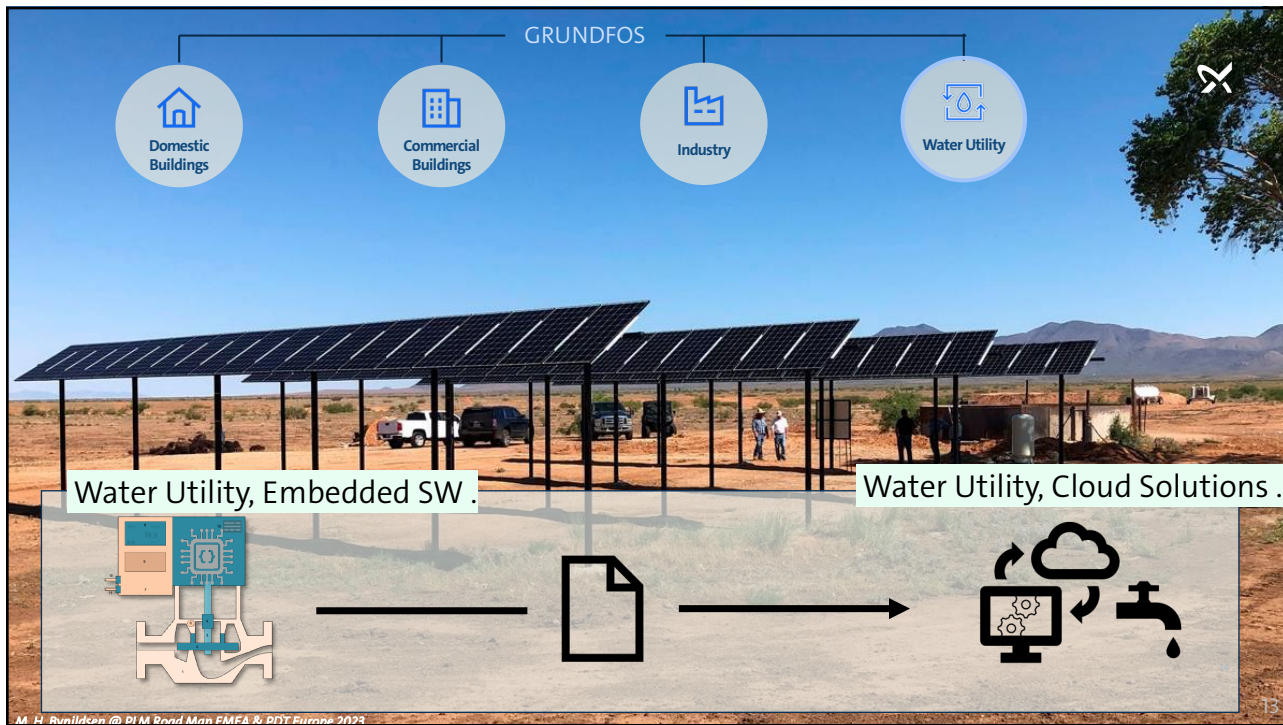 GRUNDFOS
Domestic
Buildings
Commercial
Buildings
Industry
Water Utility
Water Utility, Embedded SW .
Water Utility, Cloud Solutions .
M. H. Bynildsen @ PLM Road Map EMEA & PDT Europe 2023
13